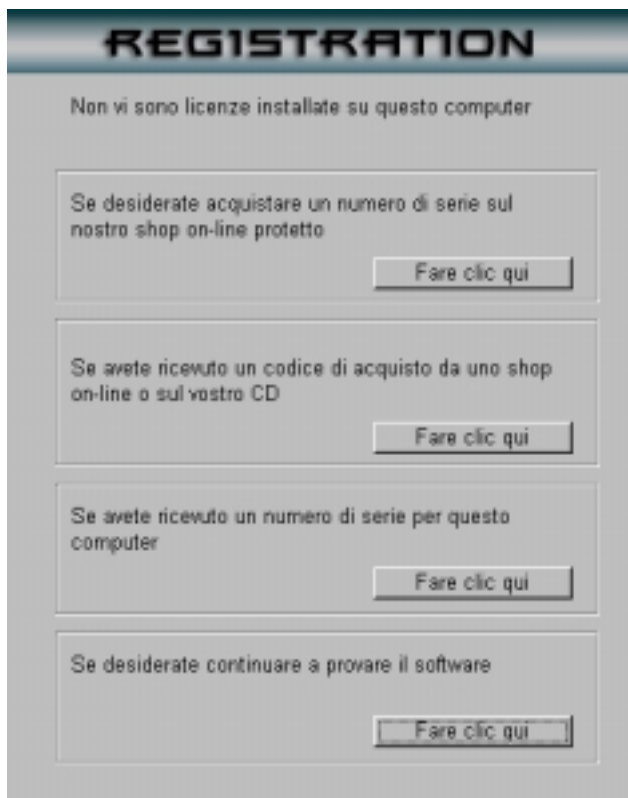 REGISTRATION
Non vi sono licenze installate su questo computer
Se desiderate acquistare un numero di serie sul
nostro shop on-line protetto
Fare clic qui
Se avete ricevuto un codice di acquisto da uno shop
on-line o sul vostro CD
Fare clic qui
Se avete ricevuto un numero di serie per questo
computer
Fare clic qui
Se desiderate continuare a provare il software
Fare clic qui